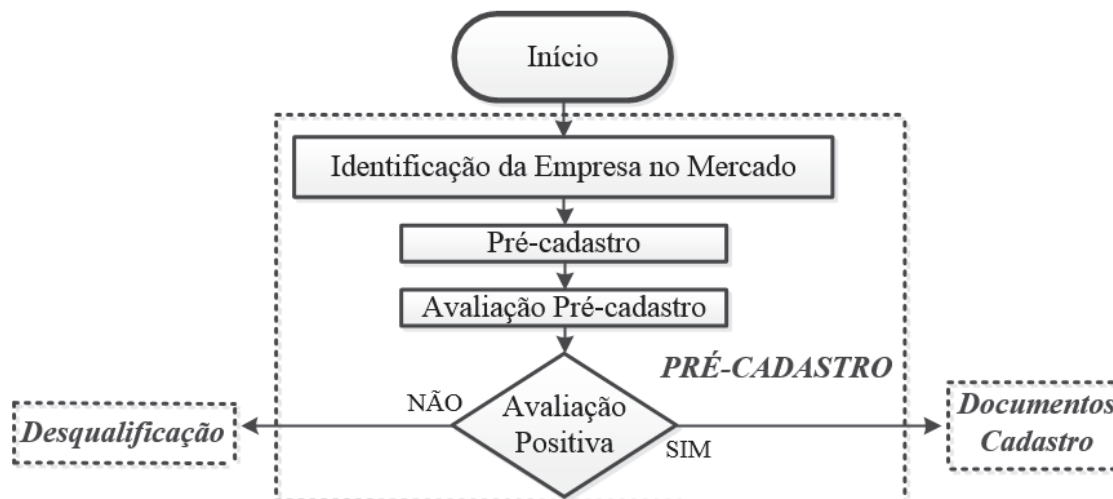 Início
Identificação da Empresa no Mercado
Pré-cadastro
Avaliação Pré-cadastro
PRÉ-CADASTRO
NÃO
Avaliação
Positiva
SIM
Desqualificação
Documentos
Cadastro